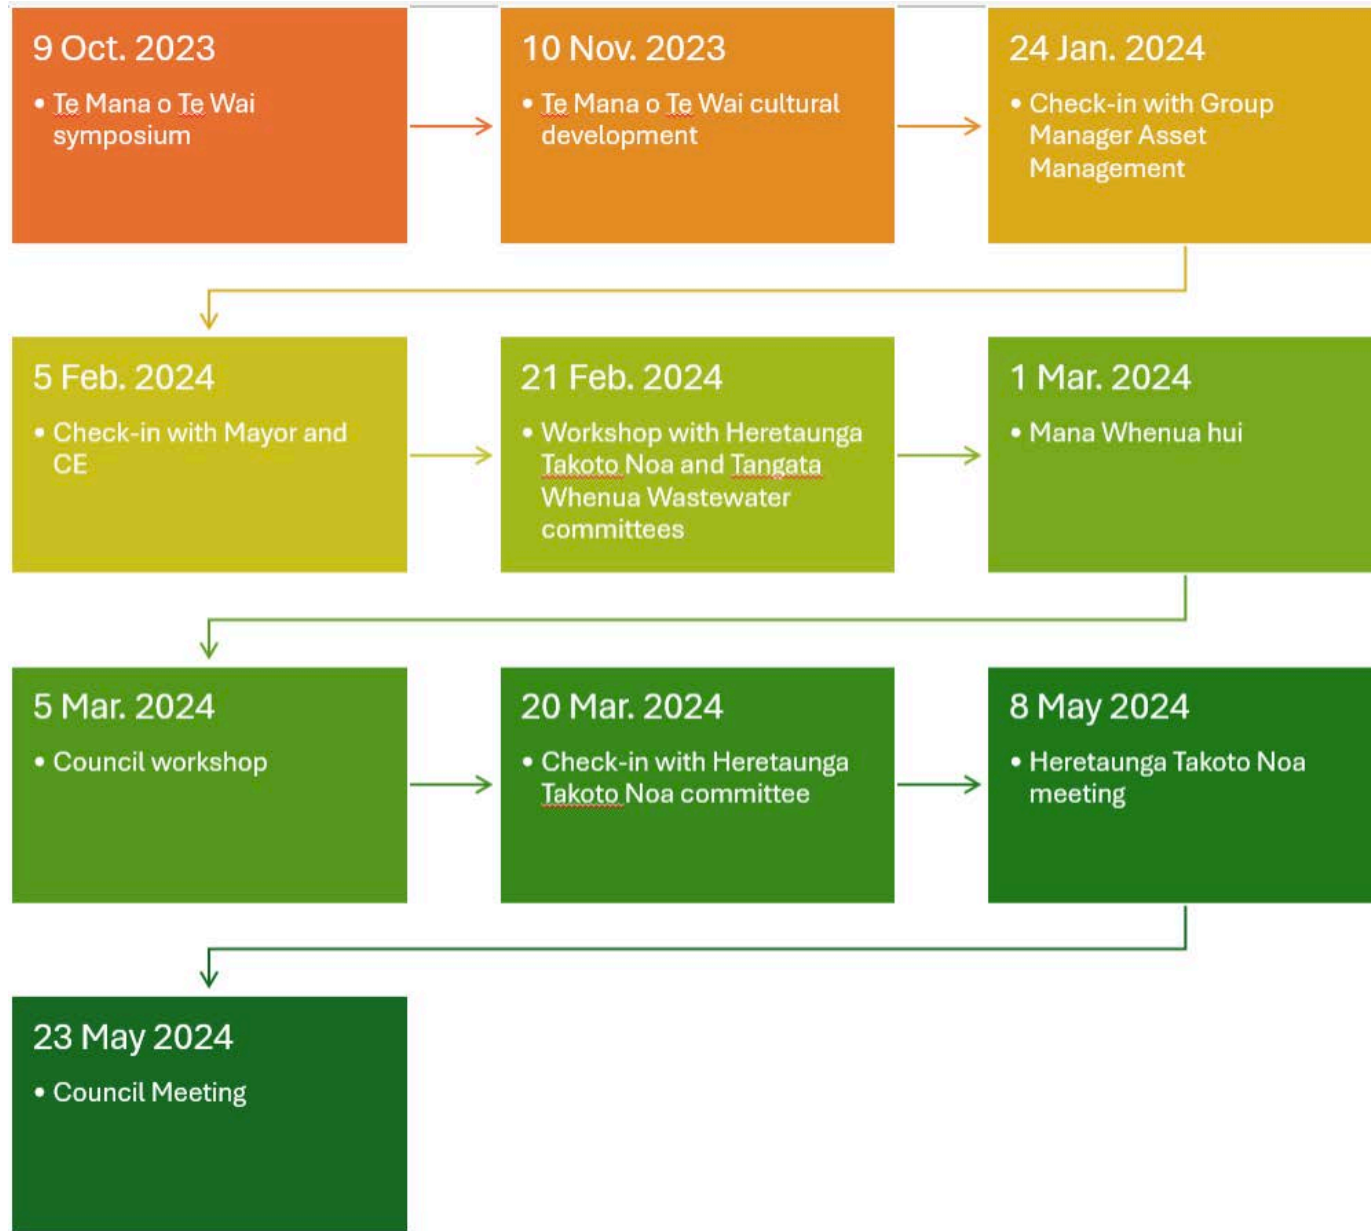 9 Oct. 2023
• Te Mana o Te Wai
symposium
10 Nov. 2023
• Te Mana o Te Wai cultural
development
24 Jan. 2024
• Check-in with Group
Manager Asset
Management
5 Feb. 2024
• Check-in with Mayor and
CE
21 Feb. 2024
• Workshop with Heretaunga
Takoto Noa and Tangata
Whenua Wastewater
committees
1 Mar. 2024
• Mana Whenua hui
5 Mar. 2024
• Council workshop
20 Mar. 2024
• Check-in with Heretaunga
Takoto Noa committee
8 May 2024
• Heretaunga Takoto Noa
meeting
23 May 2024
• Council Meeting